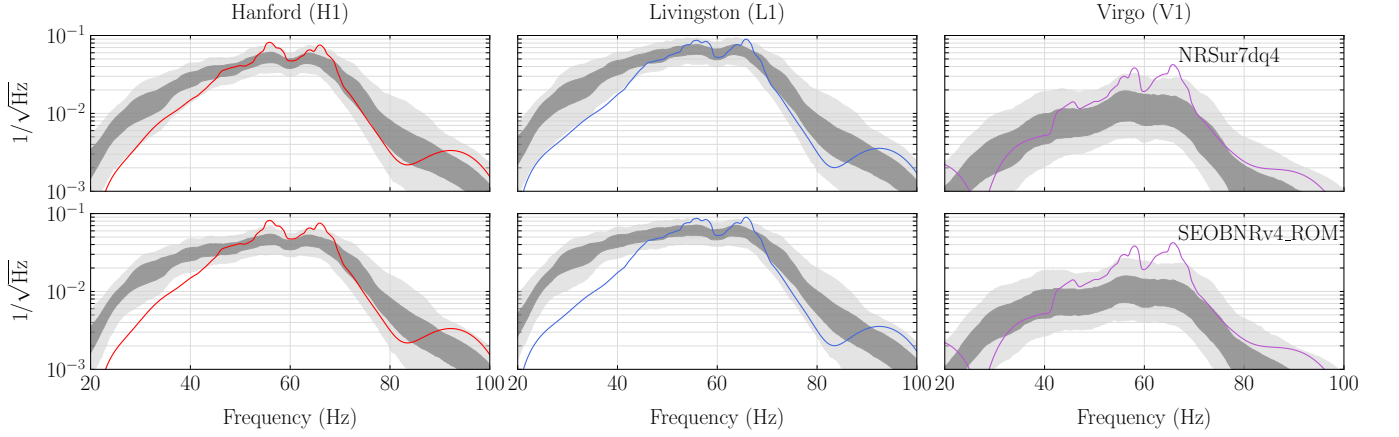 Hanford (H1) Livingston (L1) Virgo (V1)
10⁻¹
10⁻²
10⁻³
1/√Hz
NRSur7dq4
10⁻¹
10⁻²
10⁻³
1/√Hz
SEOBNRv4_ROM
20 40 60 80 100 20 40 60 80 100 20 40 60 80 100
Frequency (Hz) Frequency (Hz) Frequency (Hz)